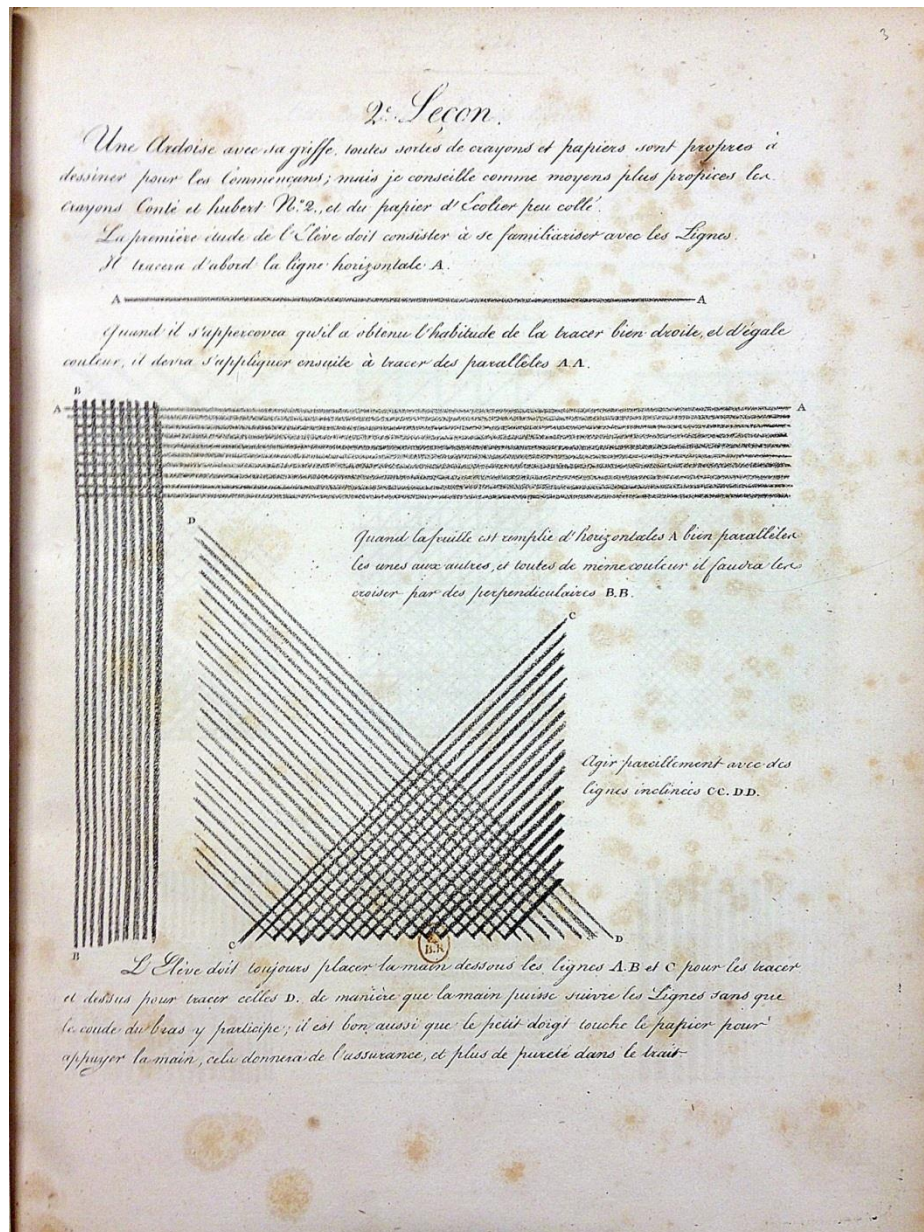 3
2.e Leçon.
Une Ardoise avec sa griffe, toutes sortes de crayons et papiers sont propres à
dessiner pour les Commençans; mais je conseille comme moyens plus propices les
crayons Conté et hubert N.º 2., et du papier d'Ecolier peu collé.
La première étude de l'Elève doit consister à se familiariser avec les Lignes.
Il tracera d'abord la ligne horizontale A.
A A
Quand il s'appercevra qu'il a obtenu l'habitude de la tracer bien droite, et d'égale
couleur, il devra s'appliquer ensuite à tracer des parallèles A A.
B
A A
D
Quand la feuille est remplie d'horizontales A bien parallèles
les unes aux autres, et toutes de même couleur il faudra les
croiser par des perpendiculaires B.B.
C
Agir pareillement avec des
lignes inclinées CC. DD.
B C B.R D
L'Elève doit toujours placer la main dessous les lignes A.B et C pour les tracer
et dessus pour tracer celles D. de manière que la main puisse suivre les Lignes sans que
le coude du bras y participe; il est bon aussi que le petit doigt touche le papier pour
appuyer la main, cela donnera de l'assurance, et plus de pureté dans le trait.